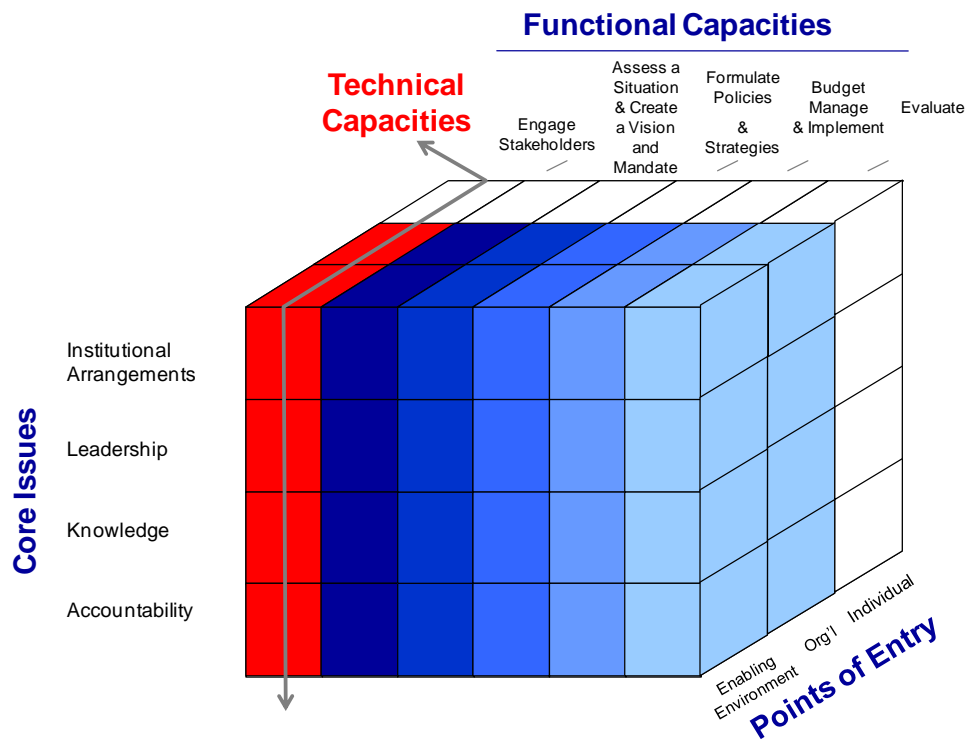 Functional Capacities
Technical
Capacities
Engage
Stakeholders
Assess a
Situation
& Create
a Vision
and
Mandate
Formulate
Policies
&
Strategies
Budget
Manage
& Implement
Evaluate
Core Issues
Institutional
Arrangements
Leadership
Knowledge
Accountability
Enabling
Environment
Org'l
Individual
Points of Entry